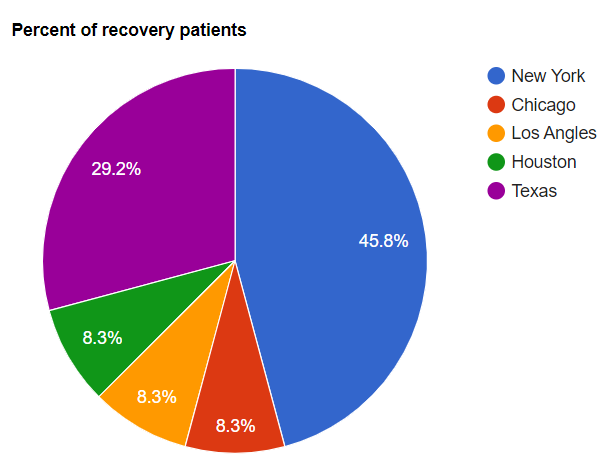 Percent of recovery patients
New York
Chicago
Los Angles
Houston
Texas
29.2%
45.8%
8.3%
8.3%
8.3%